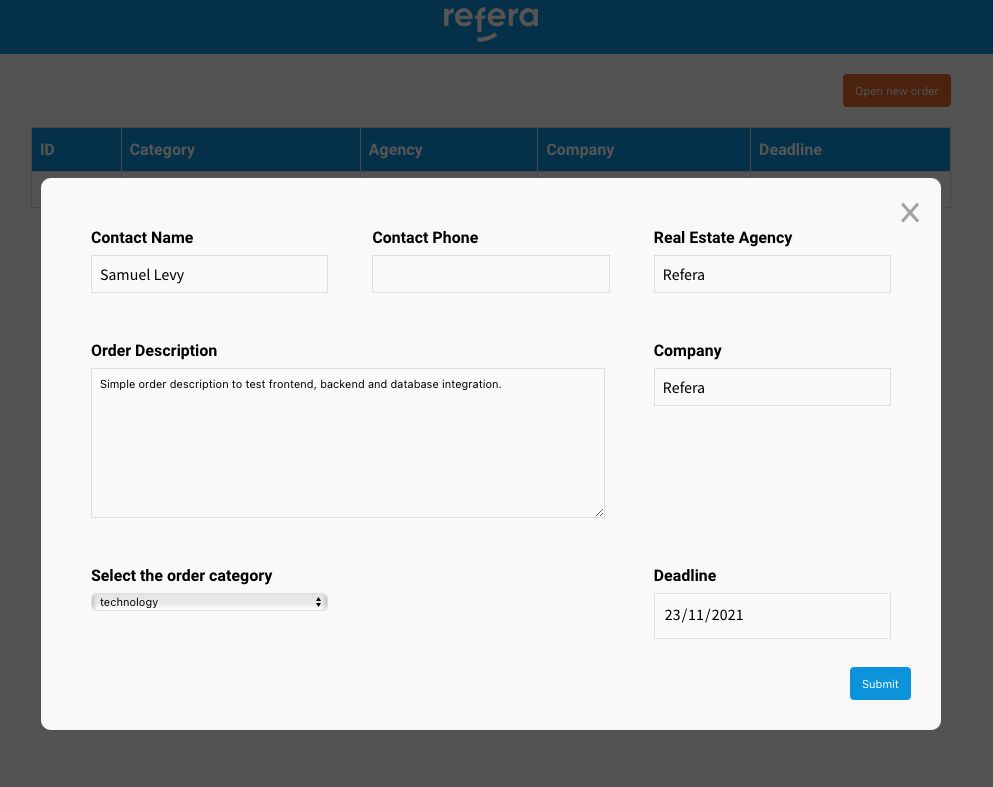 refera
Open new order
ID Category Agency Company Deadline
Contact Name Contact Phone Real Estate Agency
Samuel Levy Refera
Order Description Company
Simple order description to test frontend, backend and database integration. Refera
Select the order category Deadline
technology 23/11/2021
Submit